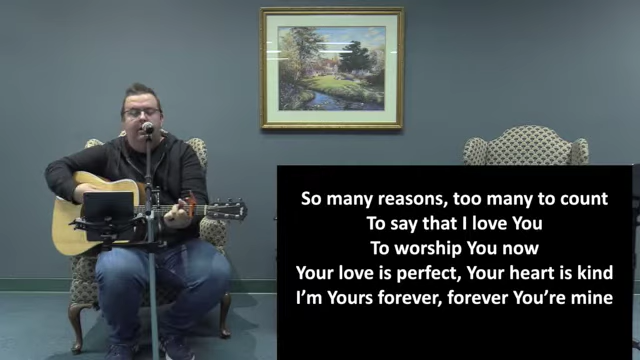 So many reasons, too many to count
To say that I love You
To worship You now
Your love is perfect, Your heart is kind
I'm Yours forever, forever You're mine